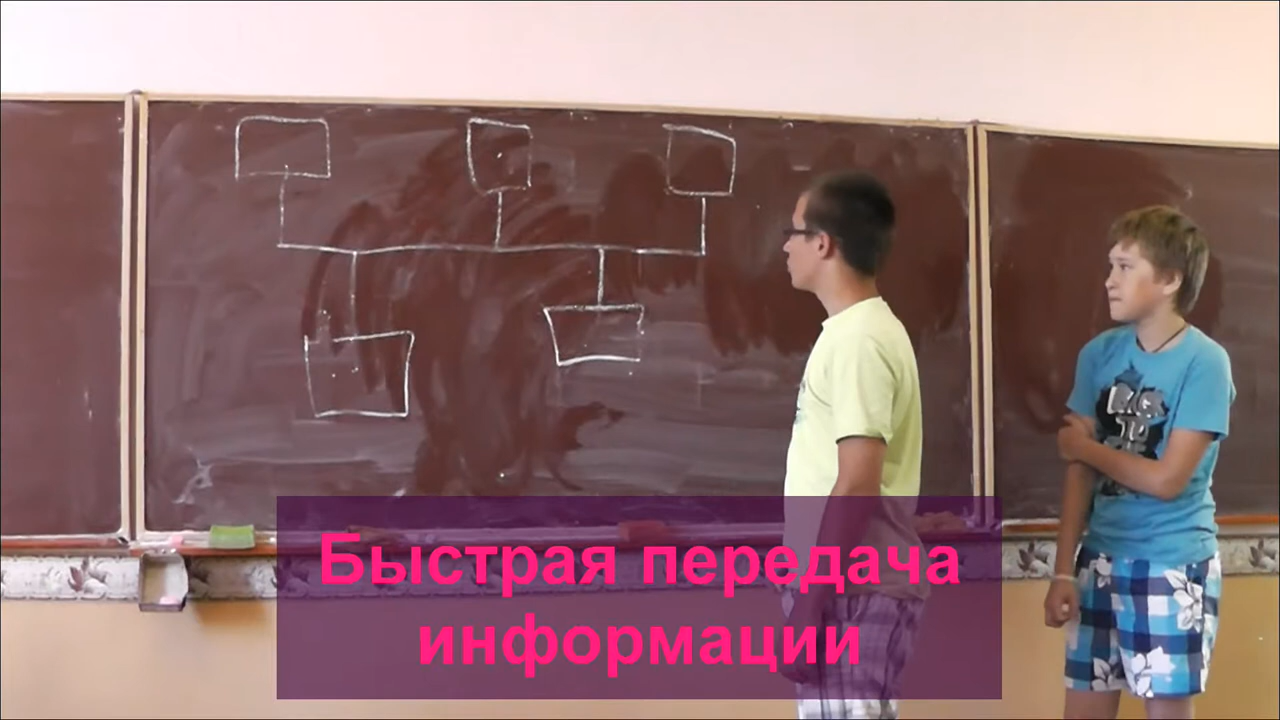 Быстрая передача
информации